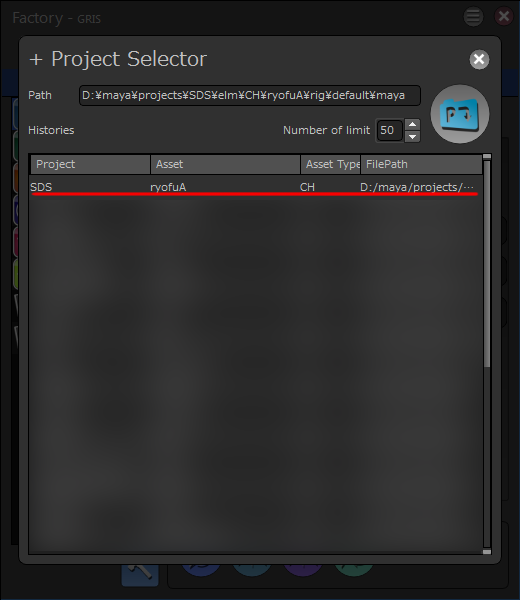 Factory - GRIS
+ Project Selector
Path D:¥maya¥projects¥SDS¥elm¥CH¥ryofuA¥rig¥default¥maya
Histories Number of limit 50
Project Asset Asset Type FilePath
SDS ryofuA CH D:/maya/projects/···